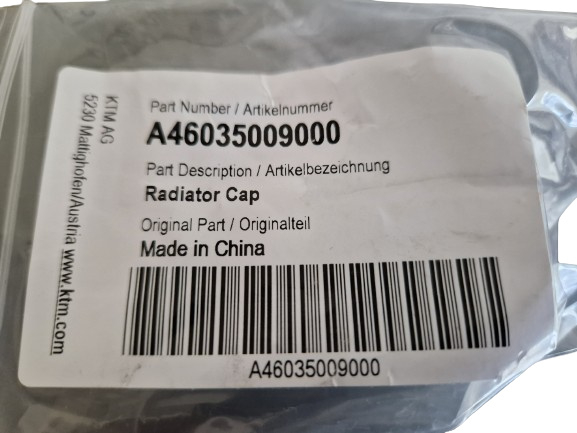 KTM AG
5230 Mattighofen/Austria www.ktm.com
Part Number / Artikelnummer
A46035009000
Part Description / Artikelbezeichnung
Radiator Cap
Original Part / Originalteil
Made in China
A46035009000